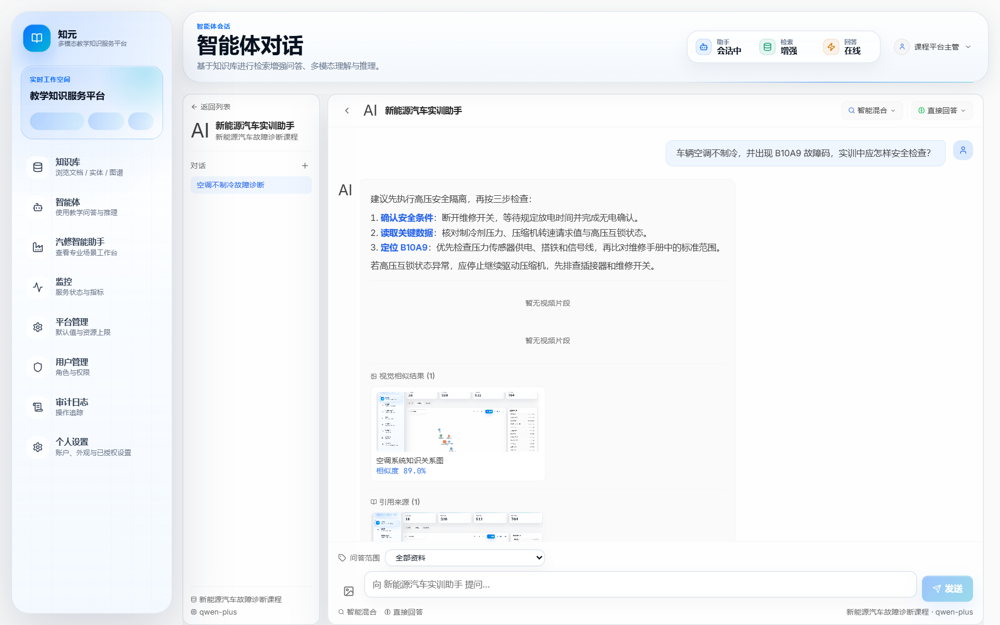 知元
多模态教学知识服务平台
实时工作空间
教学知识服务平台
知识库
浏览文档 / 实体 / 图谱
智能体
使用教学问答与推理
汽修智能助手
查看专业场景工作台
监控
服务状态与指标
平台管理
默认值与资源上限
用户管理
角色与权限
审计日志
操作追踪
个人设置
账户、外观与已授权设置
智能体会话
智能体对话
基于知识库进行检索增强问答、多模态理解与推理。
助手
会话中
检索
增强
回答
在线
课程平台主管
返回列表
AI
新能源汽车实训助手
新能源汽车故障诊断课程
对话
空调不制冷故障诊断
新能源汽车故障诊断课程
qwen-plus
AI 新能源汽车实训助手
智能混合
直接回答
车辆空调不制冷，并出现 B10A9 故障码，实训中应怎样安全检查？
AI
建议先执行高压安全隔离，再按三步检查：
1. 确认安全条件：断开维修开关，等待规定放电时间并完成无电确认。
2. 读取关键数据：核对制冷剂压力、压缩机转速请求值与高压互锁状态。
3. 定位 B10A9：优先检查压力传感器供电、搭铁和信号线，再比对维修手册中的标准范围。
若高压互锁状态异常，应停止继续驱动压缩机，先排查插接器和维修开关。
暂无视频片段
暂无视频片段
视觉相似结果 (1)
18 326 512 764
空调系统知识关系图
相似度 89.0%
引用来源 (1)
18 326 512 764
问答范围
全部资料
向 新能源汽车实训助手 提问...
发送
智能混合 直接回答
新能源汽车故障诊断课程 · qwen-plus